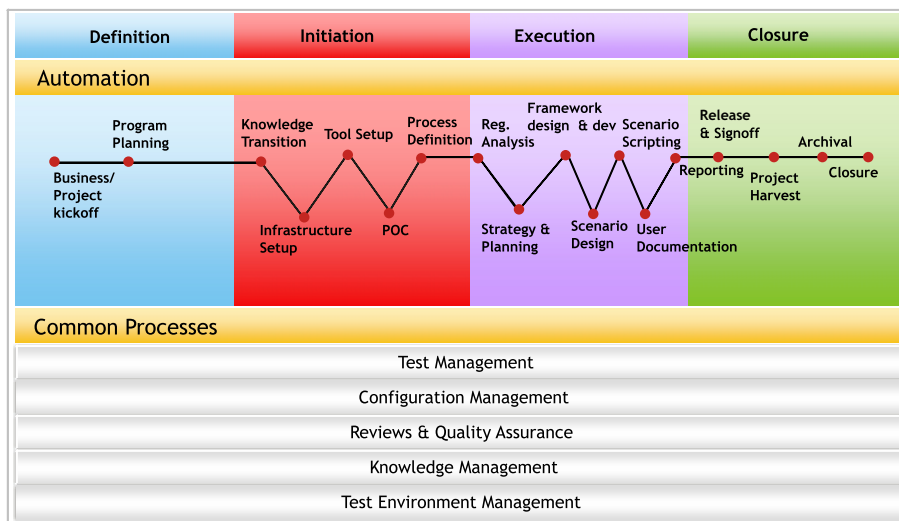 Definition
Initiation
Execution
Closure
Automation
Business/
Project
kickoff
Program
Planning
Knowledge
Transition
Infrastructure
Setup
Tool Setup
POC
Process
Definition
Reg.
Analysis
Strategy &
Planning
Framework
design & dev
Scenario
Design
Scenario
Scripting
User
Documentation
Reporting
Release
& Signoff
Project
Harvest
Archival
Closure
Common Processes
Test Management
Configuration Management
Reviews & Quality Assurance
Knowledge Management
Test Environment Management